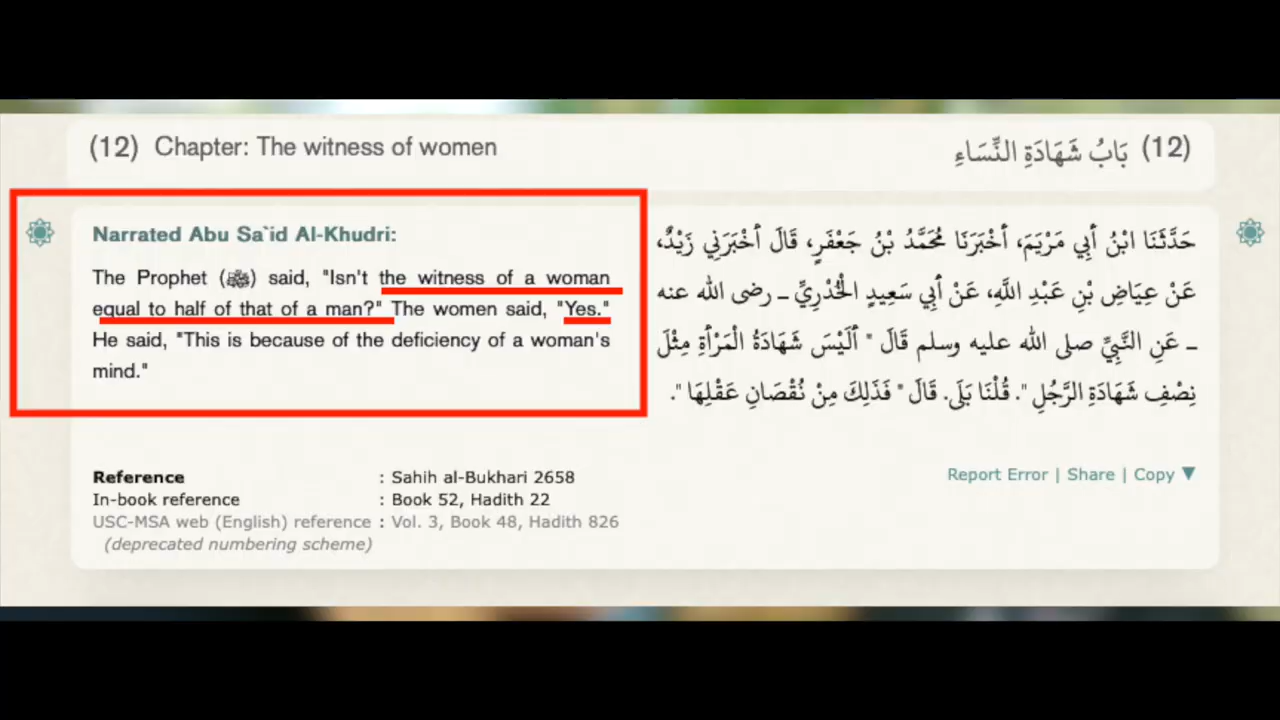 (12) Chapter: The witness of women
(12) بَابُ شَهَادَةِ النِّسَاءِ
Narrated Abu Sa`id Al-Khudri:
The Prophet (ﷺ) said, "Isn't the witness of a woman
equal to half of that of a man?" The women said, "Yes."
He said, "This is because of the deficiency of a woman's
mind."
حَدَّثَنَا ابْنُ أَبِي مَرْيَمَ، أَخْبَرَنَا مُحَمَّدُ بْنُ جَعْفَرٍ، قَالَ أَخْبَرَنِي زَيْدٌ،
عَنْ عِيَاضِ بْنِ عَبْدِ اللَّهِ، عَنْ أَبِي سَعِيدٍ الْخُدْرِيِّ ـ رضى الله عنه
ـ عَنِ النَّبِيِّ صلى الله عليه وسلم قَالَ " أَلَيْسَ شَهَادَةُ الْمَرْأَةِ مِثْلَ
نِصْفِ شَهَادَةِ الرَّجُلِ ". قُلْنَا بَلَى. قَالَ " فَذَلِكَ مِنْ نُقْصَانِ عَقْلِهَا ".
Reference : Sahih al-Bukhari 2658
In-book reference : Book 52, Hadith 22
USC-MSA web (English) reference : Vol. 3, Book 48, Hadith 826
(deprecated numbering scheme)
Report Error | Share | Copy ▼